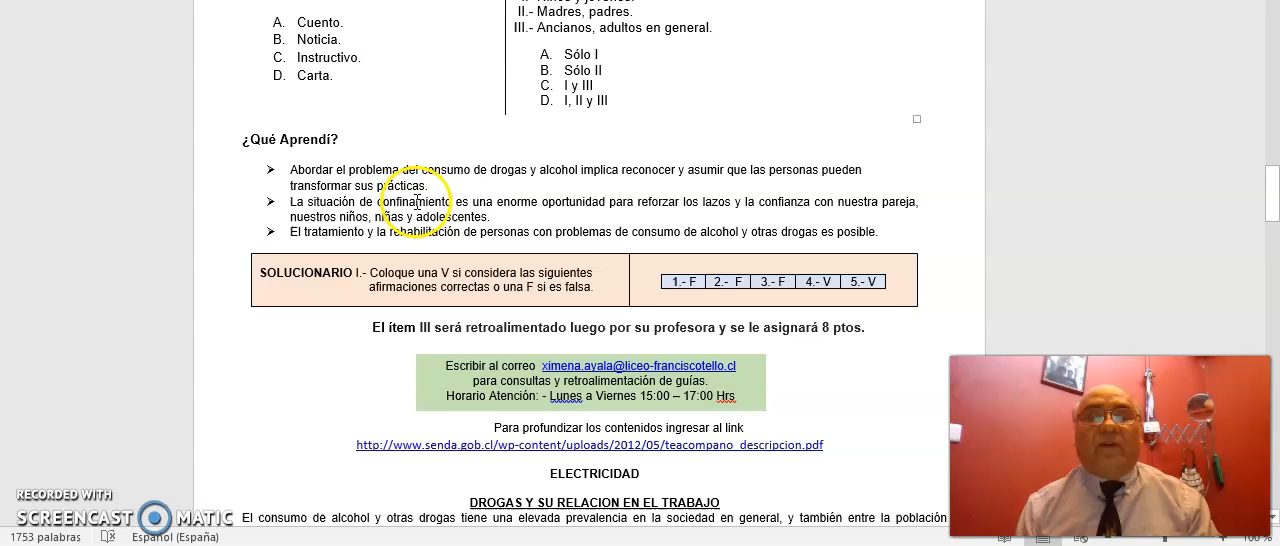 II.- Madres, padres.
III.- Ancianos, adultos en general.
A. Cuento.
B. Noticia.
C. Instructivo.
D. Carta.
A. Sólo I
B. Sólo II
C. I y III
D. I, II y III
¿Qué Aprendí?
Abordar el problema del consumo de drogas y alcohol implica reconocer y asumir que las personas pueden
transformar sus prácticas.
La situación de confinamiento es una enorme oportunidad para reforzar los lazos y la confianza con nuestra pareja,
nuestros niños, niñas y adolescentes.
El tratamiento y la rehabilitación de personas con problemas de consumo de alcohol y otras drogas es posible.
SOLUCIONARIO I.- Coloque una V si considera las siguientes
afirmaciones correctas o una F si es falsa.
1.- F 2.- F 3.- F 4.- V 5.- V
El ítem III será retroalimentado luego por su profesora y se le asignará 8 ptos.
Escribir al correo ximena.ayala@liceo-franciscotello.cl
para consultas y retroalimentación de guías.
Horario Atención: - Lunes a Viernes 15:00 – 17:00 Hrs
Para profundizar los contenidos ingresar al link
http://www.senda.gob.cl/wp-content/uploads/2012/05/teacompano_descripcion.pdf
ELECTRICIDAD
DROGAS Y SU RELACION EN EL TRABAJO
El consumo de alcohol y otras drogas tiene una elevada prevalencia en la sociedad en general, y también entre la población
RECORDED WITH
SCREENCAST MATIC
1753 palabras Español (España) 100 %